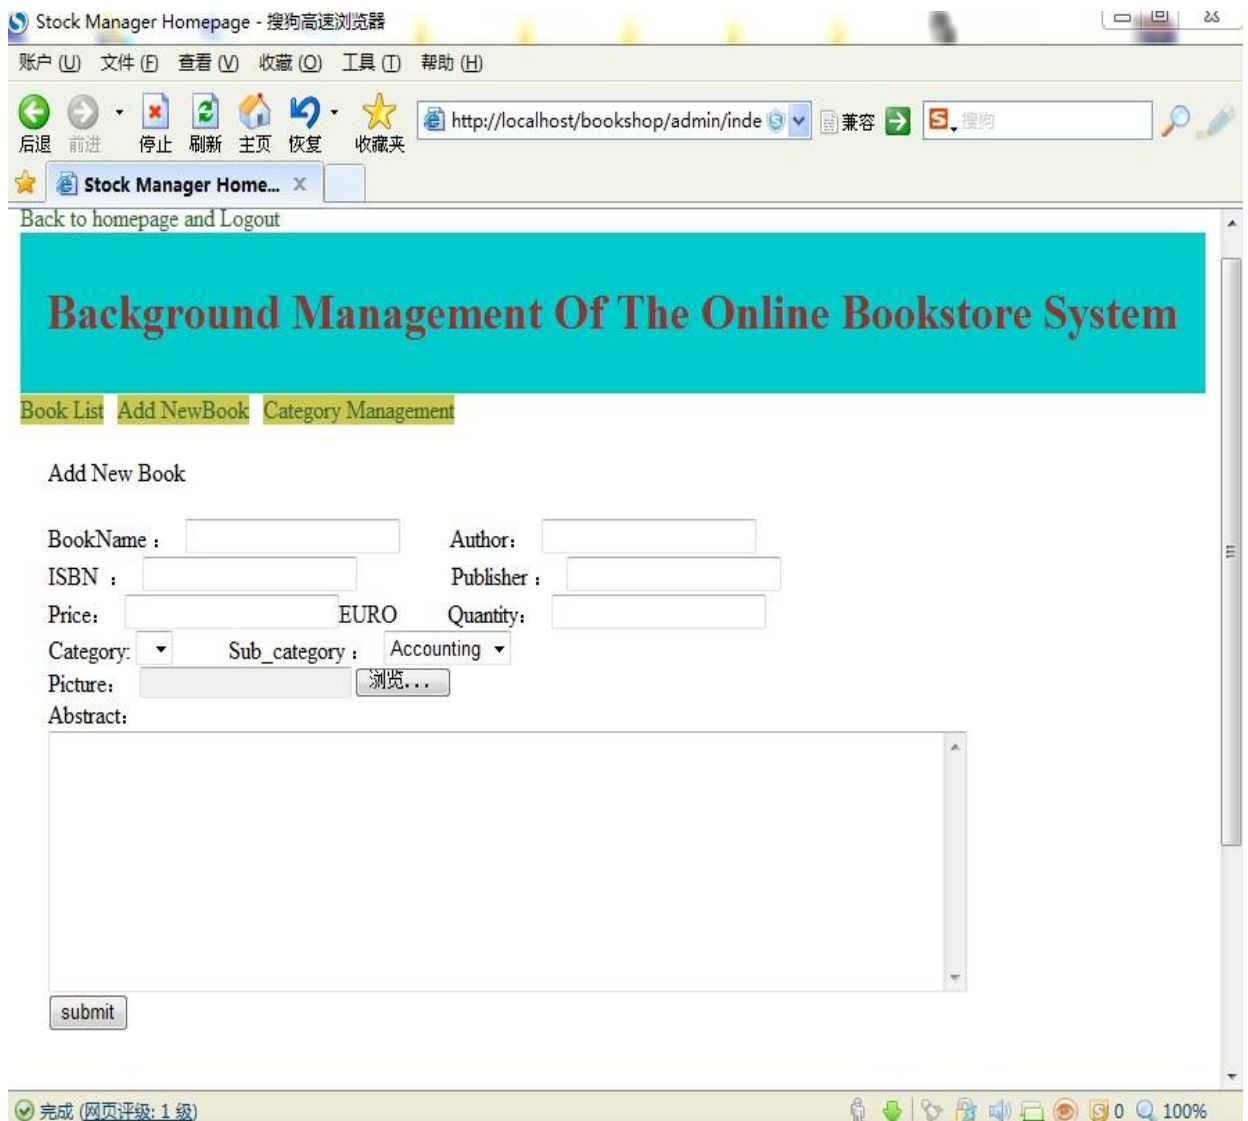 Stock Manager Homepage - 搜狗高速浏览器
账户 (U) 文件 (F) 查看 (V) 收藏 (O) 工具 (T) 帮助 (H)
后退 前进 停止 刷新 主页 恢复 收藏夹 http://localhost/bookshop/admin/inde 兼容 搜狗
Stock Manager Home... X
Back to homepage and Logout
Background Management Of The Online Bookstore System
Book List Add NewBook Category Management
Add New Book
BookName： Author：
ISBN ： Publisher：
Price： EURO Quantity：
Category: Sub_category： Accounting
Picture： 浏览...
Abstract：
submit
完成 (网页评级: 1 级) 0 100%